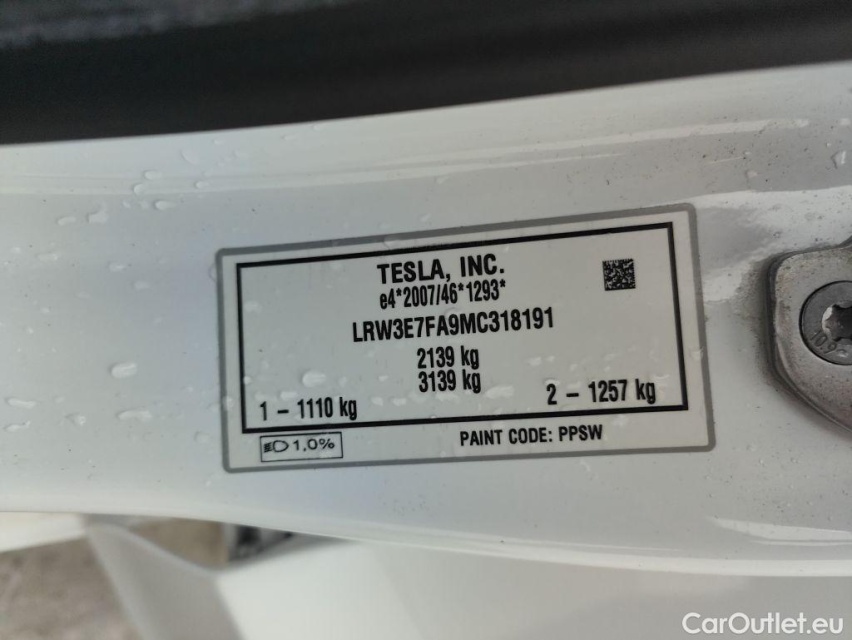 TESLA, INC.
e4*2007/46*1293*
LRW3E7FA9MC318191
2139 kg
3139 kg
1 – 1110 kg
2 – 1257 kg
1,0%
PAINT CODE: PPSW
CarOutlet.eu